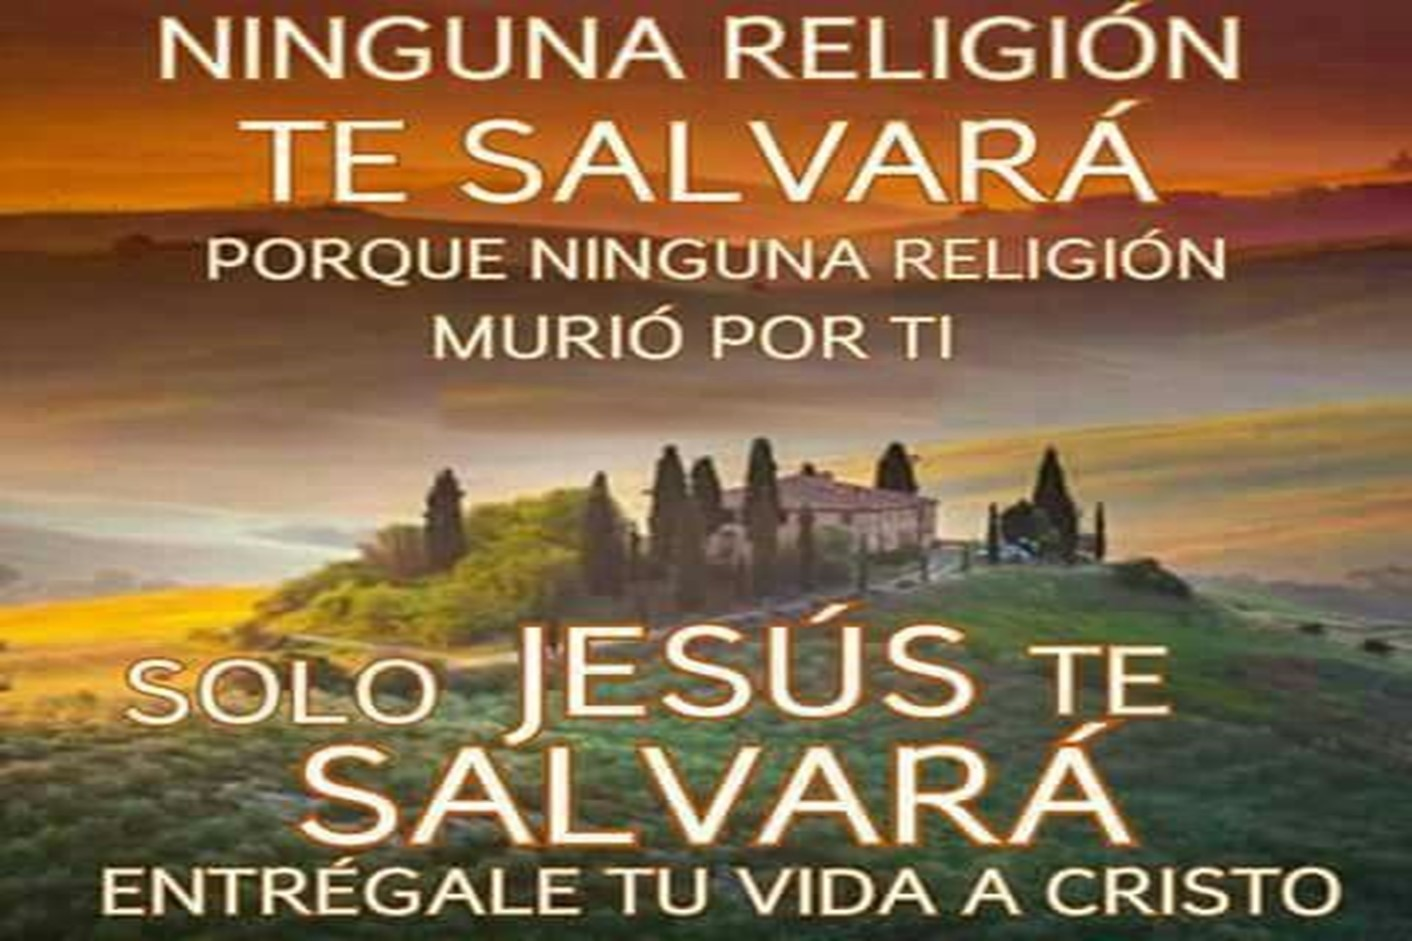 NINGUNA RELIGIÓN
TE SALVARÁ
PORQUE NINGUNA RELIGIÓN
MURIÓ POR TI
SOLO JESÚS TE
SALVARÁ
ENTRÉGALE TU VIDA A CRISTO